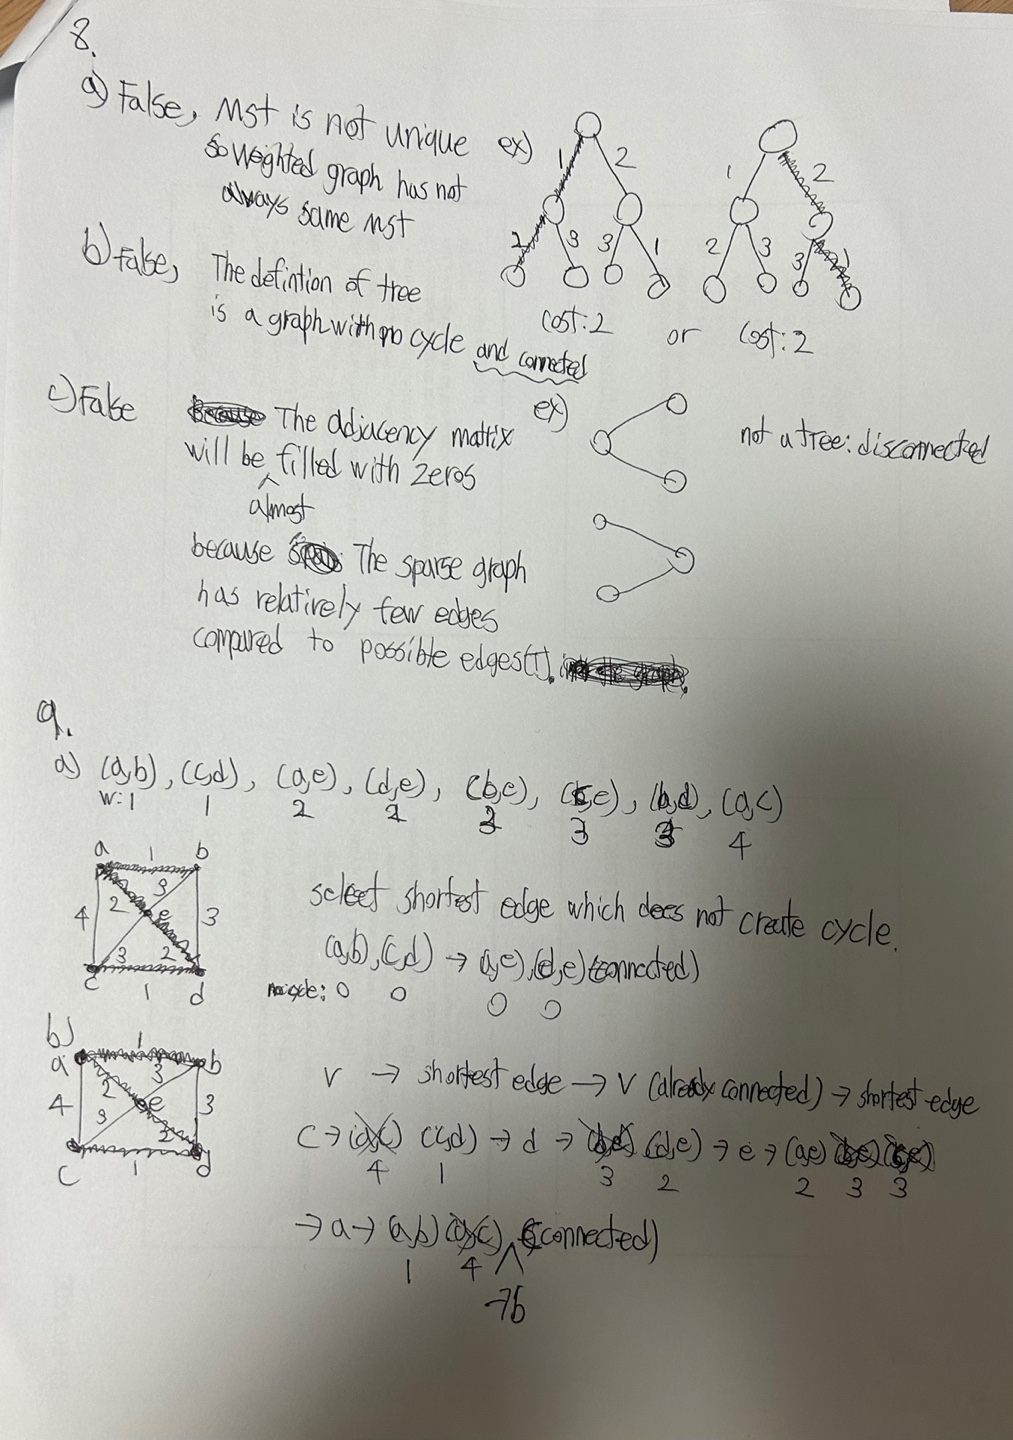 8.
a) False, MST is not unique
so weighted graph has not
always same MST
ex)
1 2
2 3 3 1
cost: 2
or
1 2
2 3 3 1
cost: 2
b) False, The defintion of tree
is a graph with no cycle and connected
ex)
not a tree: disconnected
c) False The adjacency matrix
will be almost filled with zeros
because The sparse graph
has relatively few edges
compared to possible edges
9.
a) (a,b), (c,d), (a,e), (d,e), (b,e), (c,e), (b,d), (a,c)
w: 1 1 2 2 3 3 3 4
a 1 b
4 2 3 e 3
3 2
c 1 d
select shortest edge which does not create cycle.
(a,b), (c,d) → (a,e), (d,e) (connected)
b)
a 1 b
4 2 3 e 3
3 2
c 1 d
v → shortest edge → v (already connected) → shortest edge
C → (a,c) (c,d) → d → (b,d) (d,e) → e → (a,e) (b,e) (c,e)
4 1 3 2 2 3 3
→ a → (a,b) (a,c) → b (connected)
1 4